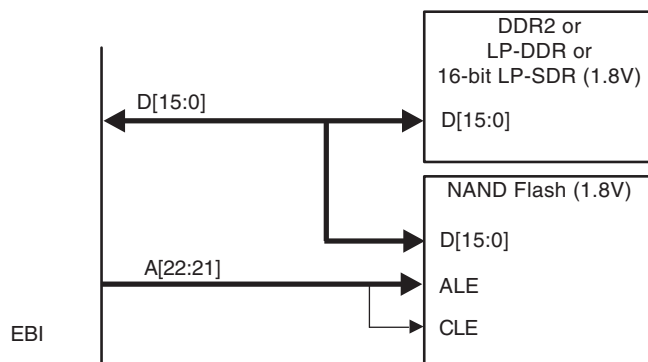 DDR2 or
LP-DDR or
16-bit LP-SDR (1.8V)
D[15:0]
D[15:0]
NAND Flash (1.8V)
D[15:0]
A[22:21]
ALE
EBI
CLE